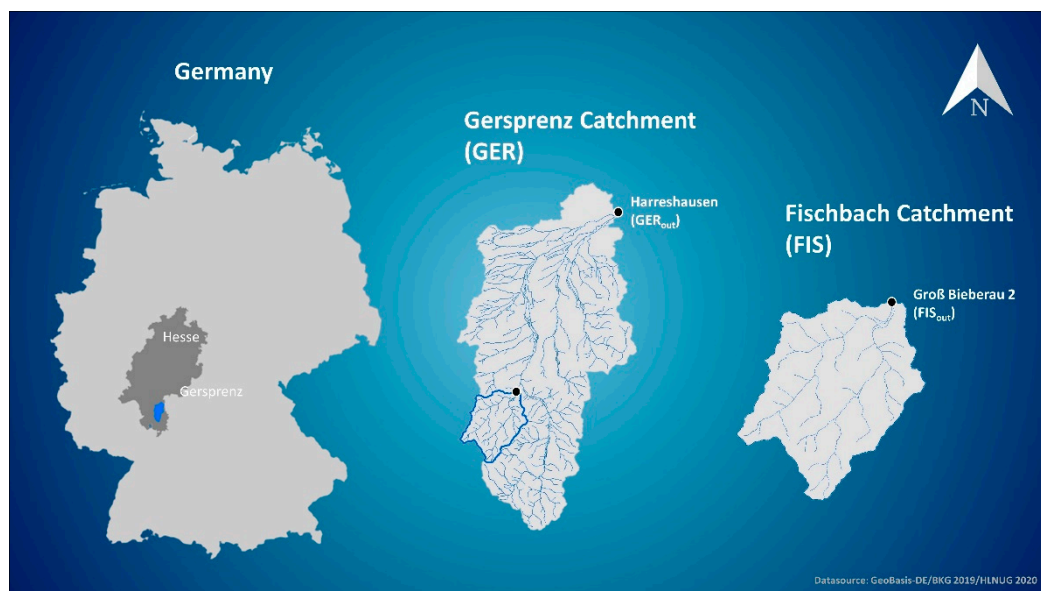 Germany
Hesse
Gersprenz
Gersprenz Catchment
(GER)
Harreshausen
(GERout)
Fischbach Catchment
(FIS)
Groß Bieberau 2
(FISout)
N
Datasource: GeoBasis-DE/BKG 2019/HLNUG 2020